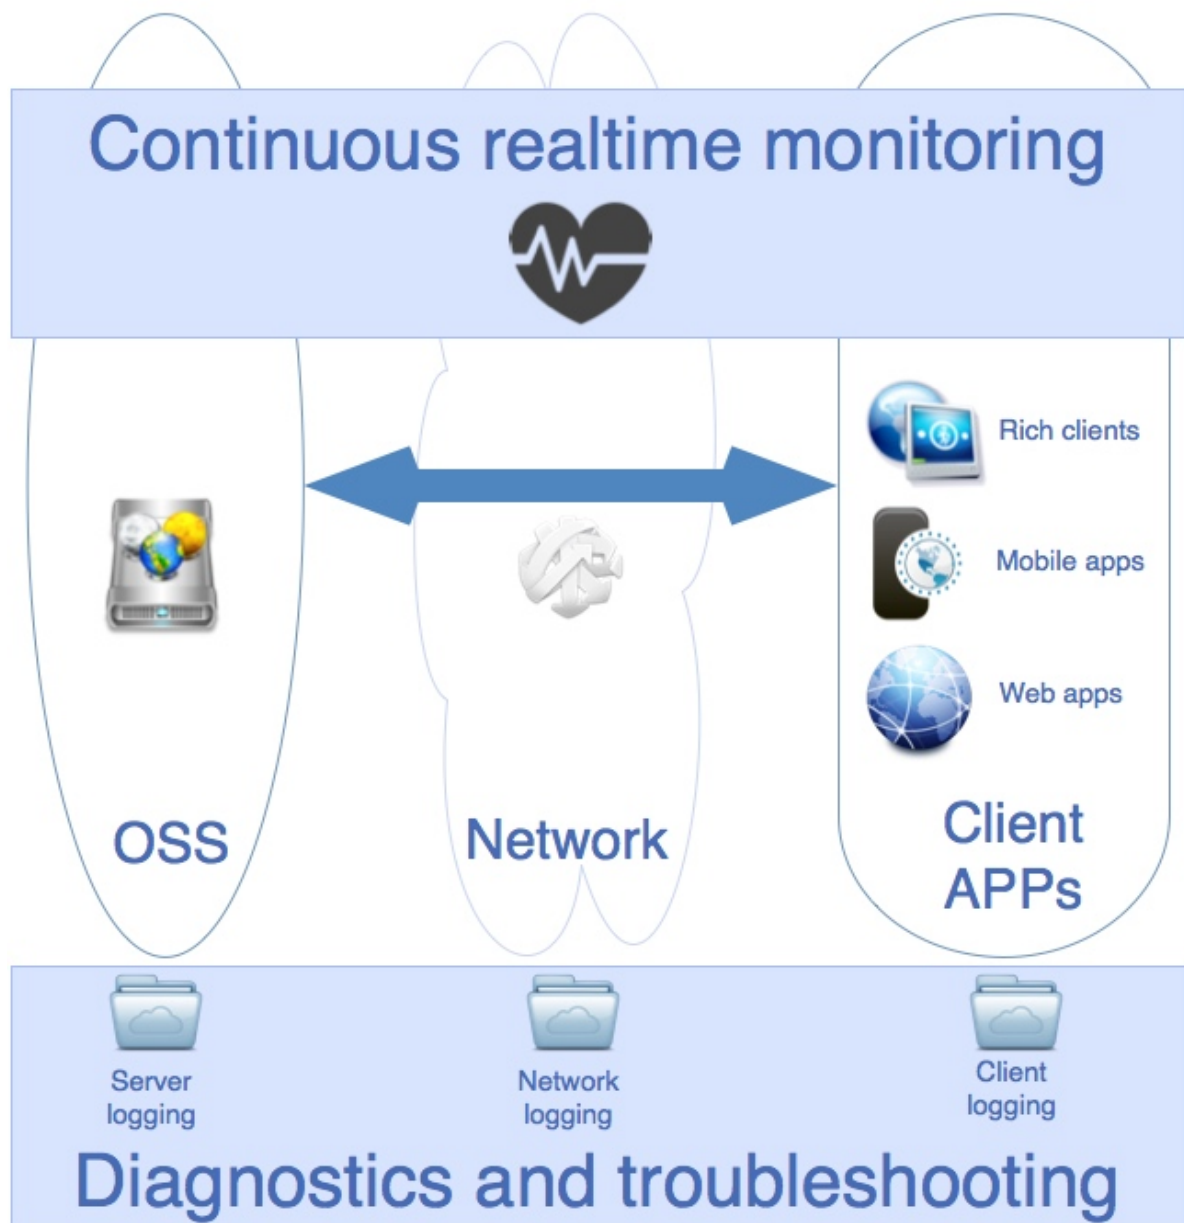 Continuous realtime monitoring
Rich clients
Mobile apps
Web apps
OSS
Network
Client
APPs
Server
logging
Network
logging
Client
logging
Diagnostics and troubleshooting